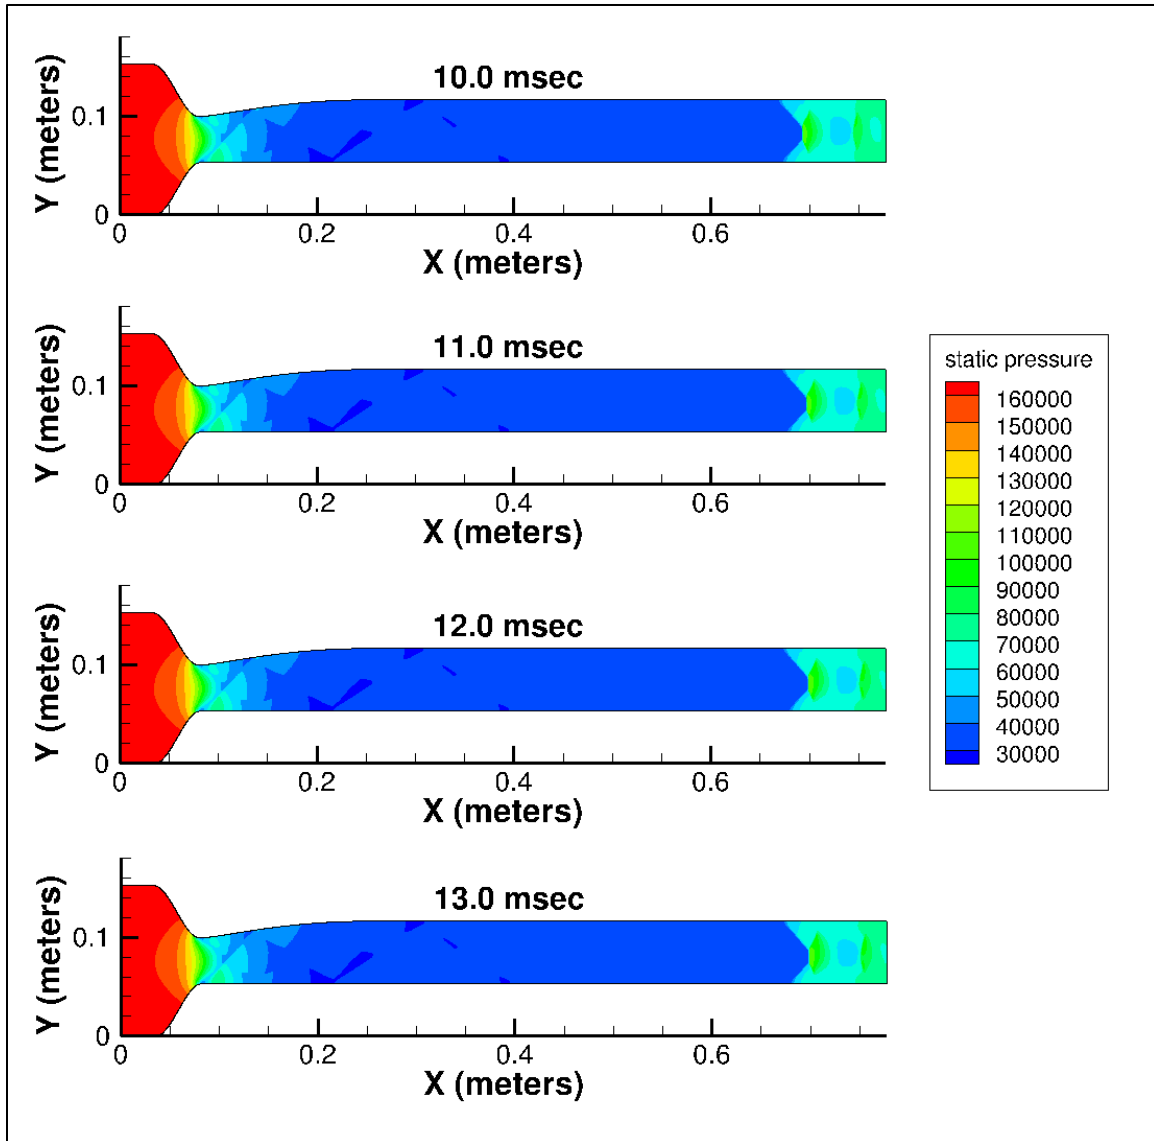 10.0 msec
Y (meters)
0.1
0
0
0.2
0.4
0.6
X (meters)
11.0 msec
Y (meters)
0.1
0
0
0.2
0.4
0.6
X (meters)
static pressure
160000
150000
140000
130000
120000
110000
100000
90000
80000
70000
60000
50000
40000
30000
12.0 msec
Y (meters)
0.1
0
0
0.2
0.4
0.6
X (meters)
13.0 msec
Y (meters)
0.1
0
0
0.2
0.4
0.6
X (meters)